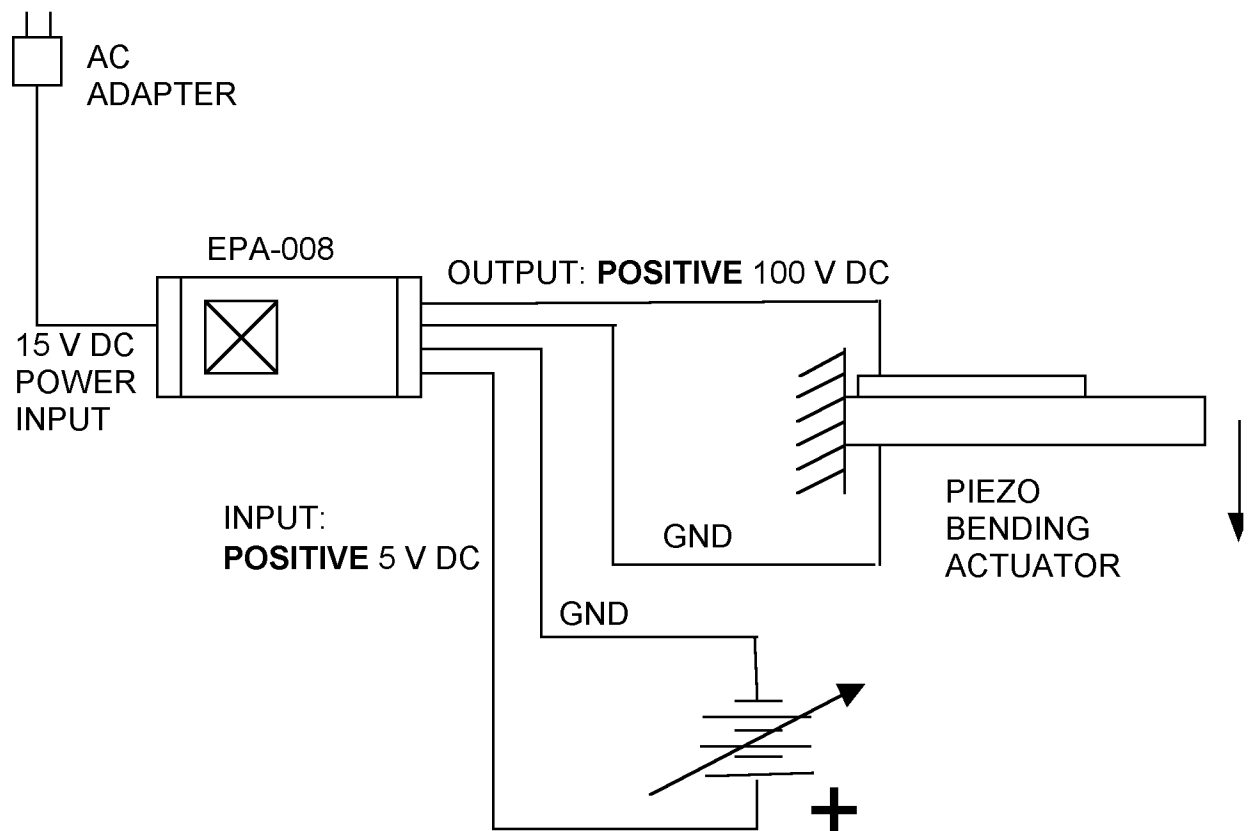 AC
ADAPTER
EPA-008
OUTPUT: POSITIVE 100 V DC
15 V DC
POWER
INPUT
INPUT:
POSITIVE 5 V DC
GND
PIEZO
BENDING
ACTUATOR
GND
+